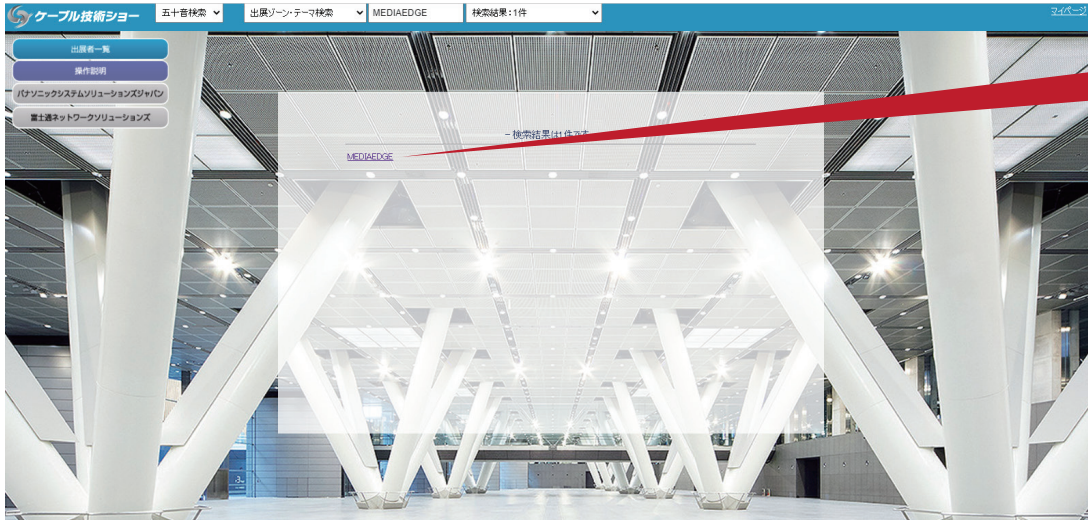 ケーブル技術ショー
五十音検索
出展ゾーン・テーマ検索
MEDIAEDGE
検索結果：1件
マイページ
出展者一覧
操作説明
パナソニックシステムソリューションズジャパン
富士通ネットワークソリューションズ
－検索結果は1件です
MEDIAEDGE